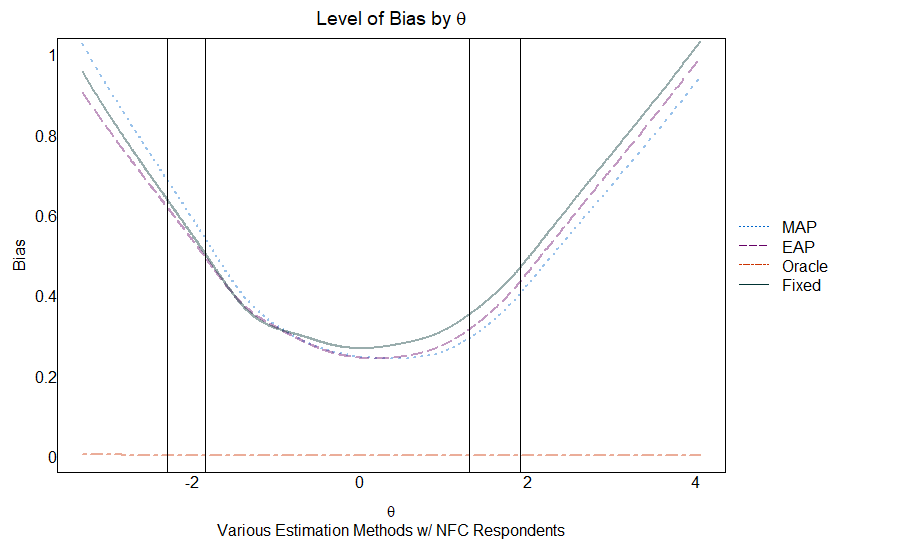 Level of Bias by θ
1
0.8
0.6
0.4
0.2
0
Bias
-2
0
2
4
θ
Various Estimation Methods w/ NFC Respondents
MAP
EAP
Oracle
Fixed